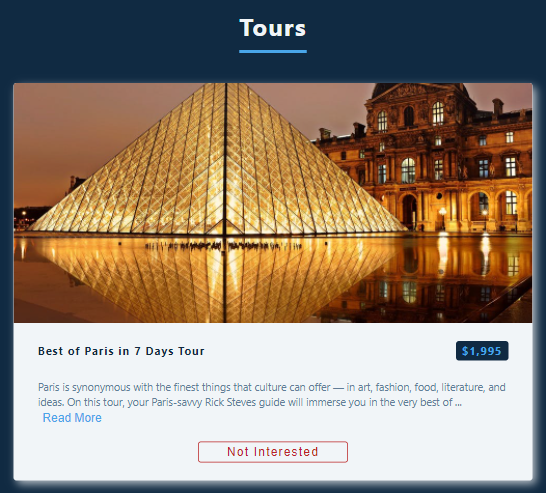 Tours
Best of Paris in 7 Days Tour
$1,995
Paris is synonymous with the finest things that culture can offer — in art, fashion, food, literature, and
ideas. On this tour, your Paris-savvy Rick Steves guide will immerse you in the very best of ...
Read More
Not Interested